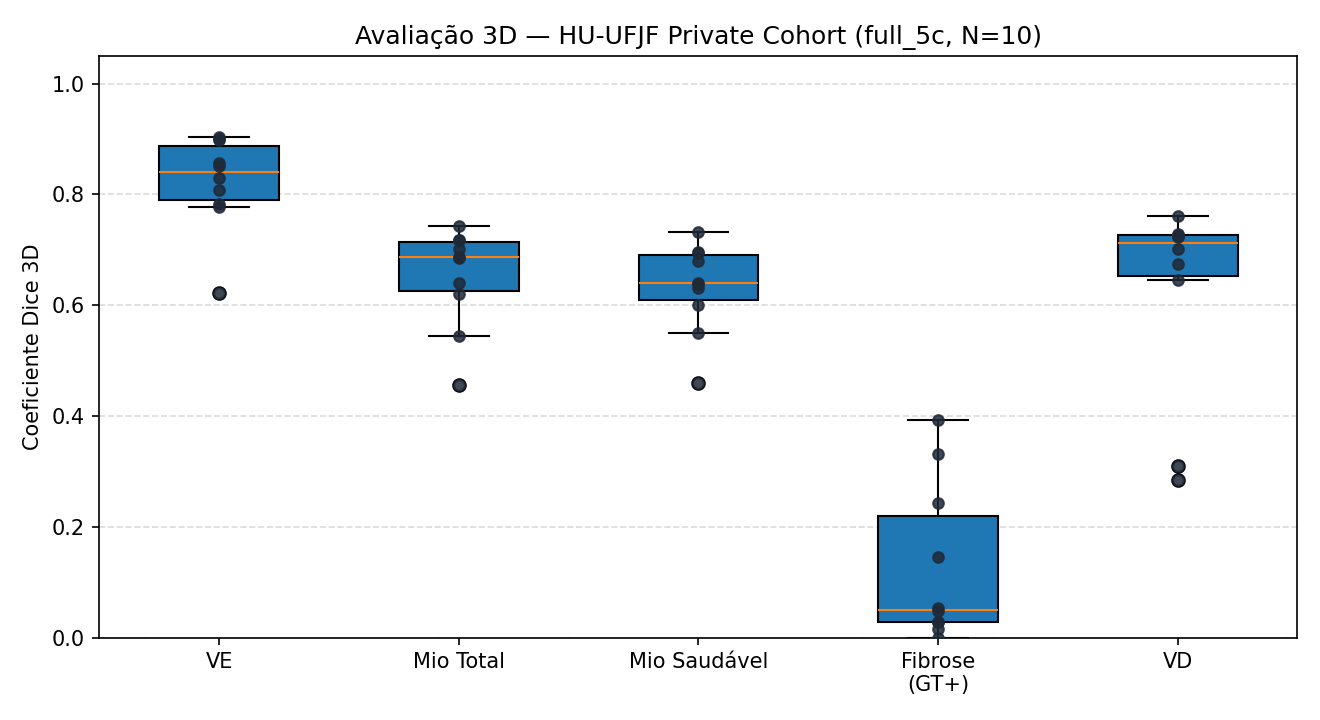 Avaliação 3D — HU-UFJF Private Cohort (full_5c, N=10)
Coeficiente Dice 3D
1.0
0.8
0.6
0.4
0.2
0.0
VE
Mio Total
Mio Saudável
Fibrose
(GT+)
VD